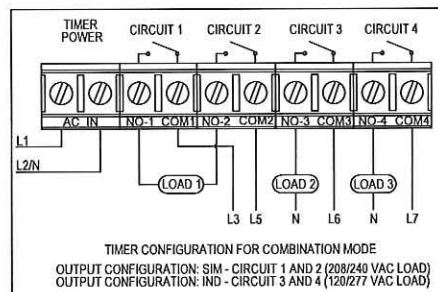 TIMER
POWER
CIRCUIT 1 CIRCUIT 2 CIRCUIT 3 CIRCUIT 4
AC IN NO-1 COM1 NO-2 COM2 NO-3 COM3 NO-4 COM4
L1
L2/N
LOAD 1 LOAD 2 LOAD 3
L3 L5 N L6 N L7
TIMER CONFIGURATION FOR COMBINATION MODE
OUTPUT CONFIGURATION: SIM - CIRCUIT 1 AND 2 (208/240 VAC LOAD)
OUTPUT CONFIGURATION: IND - CIRCUIT 3 AND 4 (120/277 VAC LOAD)